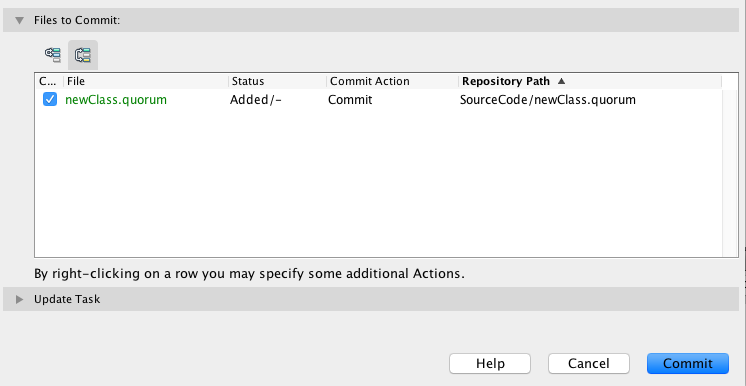 Files to Commit:
C... File Status Commit Action Repository Path
newClass.quorum Added/- Commit SourceCode/newClass.quorum
By right-clicking on a row you may specify some additional Actions.
Update Task
Help Cancel Commit